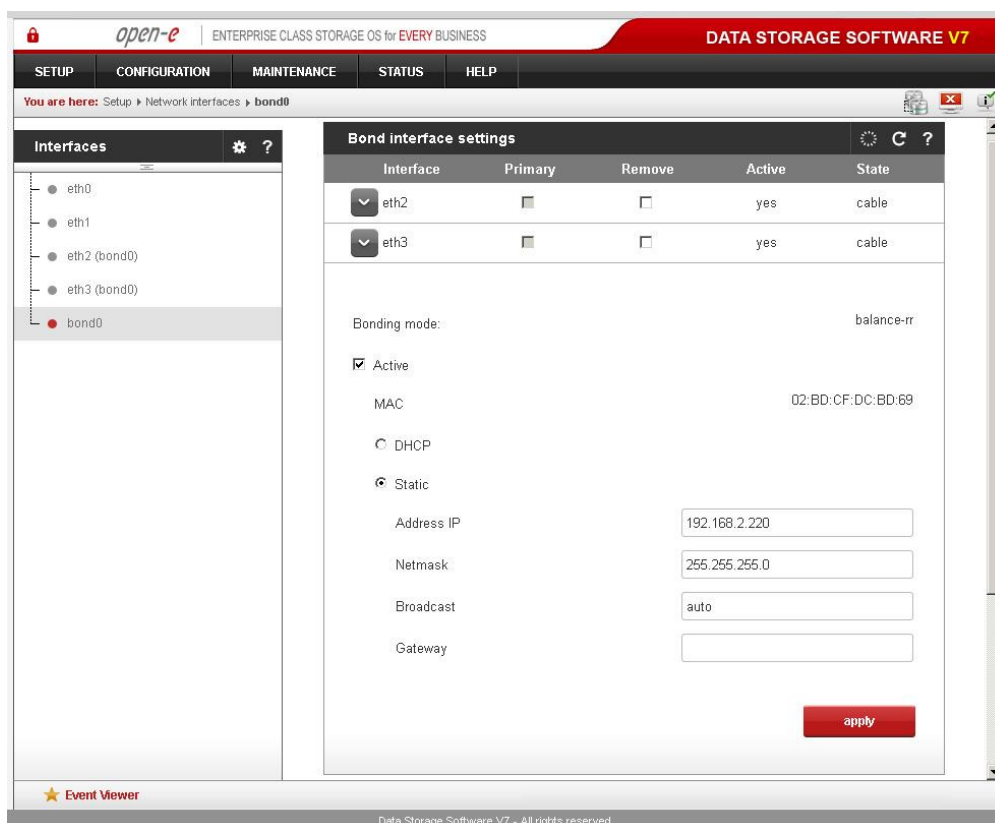 open-e ENTERPRISE CLASS STORAGE OS for EVERY BUSINESS DATA STORAGE SOFTWARE V7
SETUP CONFIGURATION MAINTENANCE STATUS HELP
You are here: Setup Network interfaces bond0
Interfaces ?
eth0
eth1
eth2 (bond0)
eth3 (bond0)
bond0
Bond interface settings ?
Interface Primary Remove Active State
eth2 yes cable
eth3 yes cable
Bonding mode: balance-rr
Active
MAC 02:BD:CF:DC:BD:69
DHCP
Static
Address IP 192.168.2.220
Netmask 255.255.255.0
Broadcast auto
Gateway
apply
Event Viewer
Data Storage Software V7 - All rights reserved